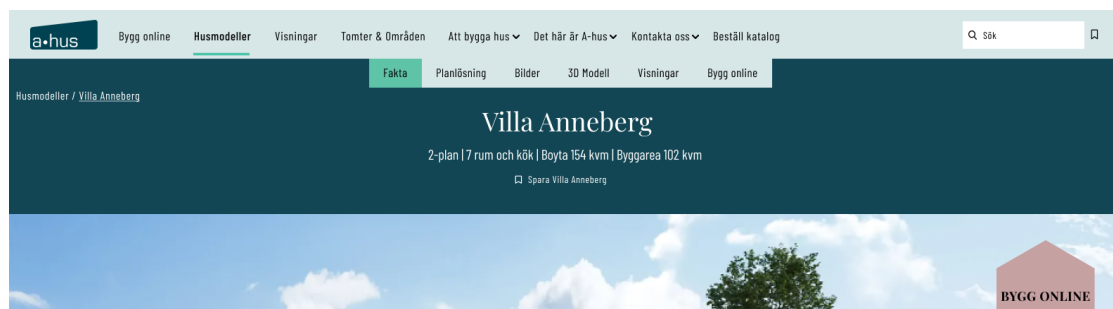 a•hus
Bygg online Husmodeller Visningar Tomter & Områden Att bygga hus Det här är A-hus Kontakta oss Beställ katalog Sök
Fakta Planlösning Bilder 3D Modell Visningar Bygg online
Husmodeller / Villa Anneberg
Villa Anneberg
2-plan | 7 rum och kök | Boyta 154 kvm | Byggarea 102 kvm
Spara Villa Anneberg
BYGG ONLINE